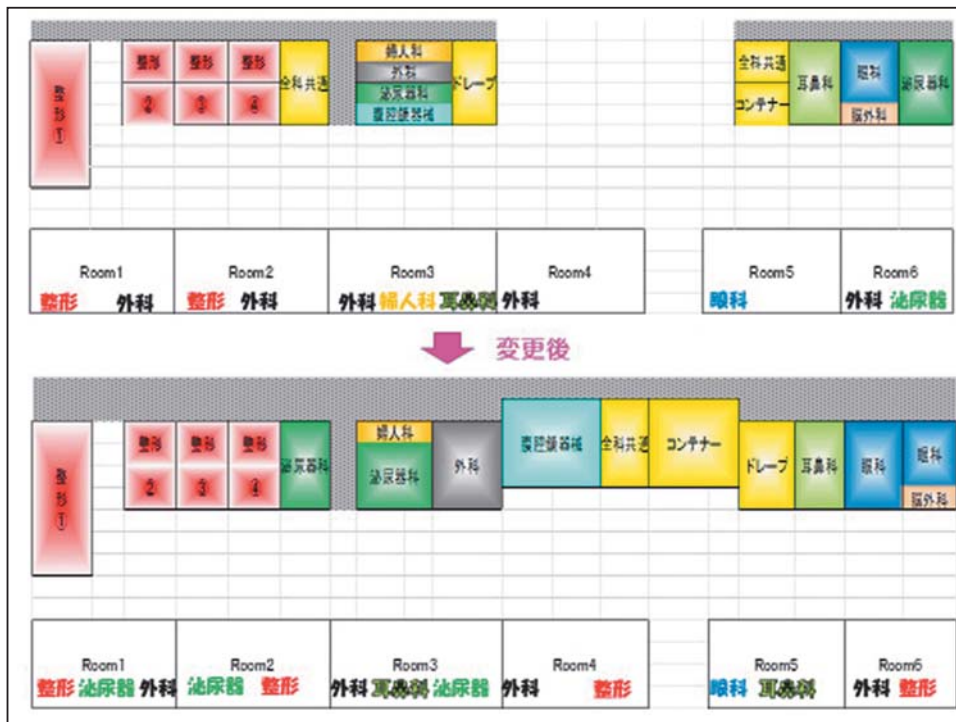 整形 整形 整形 婦人科
全科共通 外科 ドレープ 全科共通 耳鼻科 眼科 泌尿器科
整形① ② ③ 泌尿器科 コンテナー
腹腔鏡器械 脳外科
Room1 Room2 Room3 Room4 Room5 Room6
整形 外科 整形 外科 外科 婦人科 耳鼻科 外科 眼科 外科 泌尿器
変更後
整形 整形 整形 婦人科
泌尿器科 外科 腹腔鏡器械 全科共通 コンテナー ドレープ 耳鼻科 眼科 眼科
整形① ② ③ ④ 泌尿器科
脳外科
Room1 Room2 Room3 Room4 Room5 Room6
整形 泌尿器 外科 泌尿器 整形 外科 耳鼻科 泌尿器 外科 整形 眼科 耳鼻科 外科 整形